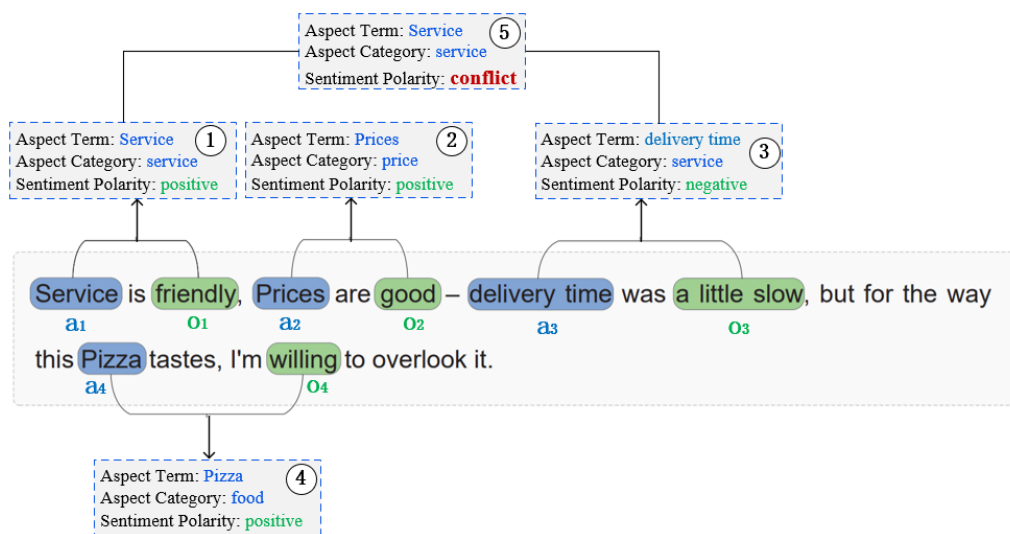 Aspect Term: Service
Aspect Category: service
Sentiment Polarity: conflict
5
Aspect Term: Service
Aspect Category: service
Sentiment Polarity: positive
1
Aspect Term: Prices
Aspect Category: price
Sentiment Polarity: positive
2
Aspect Term: delivery time
Aspect Category: service
Sentiment Polarity: negative
3
Service is friendly, Prices are good – delivery time was a little slow, but for the way
a1 o1 a2 o2 a3 o3
this Pizza tastes, I'm willing to overlook it.
a4 o4
Aspect Term: Pizza
Aspect Category: food
Sentiment Polarity: positive
4